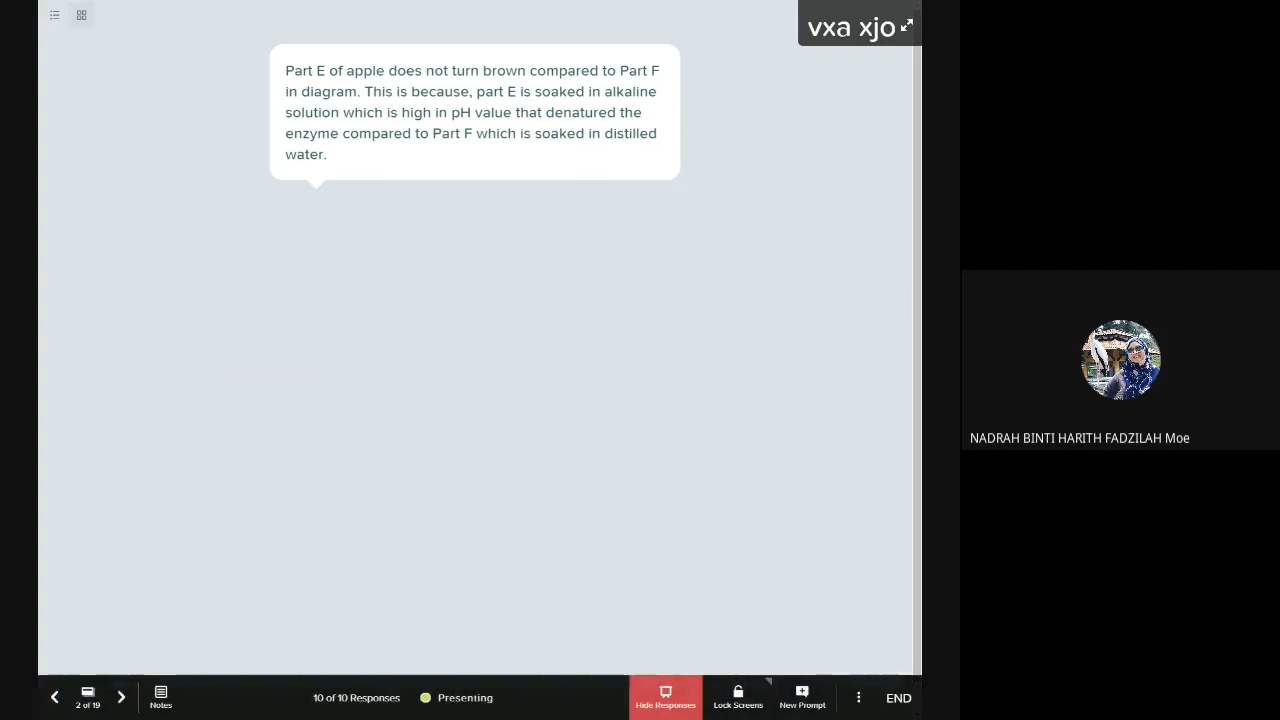 vxa xjo
Part E of apple does not turn brown compared to Part F
in diagram. This is because, part E is soaked in alkaline
solution which is high in pH value that denatured the
enzyme compared to Part F which is soaked in distilled
water.
NADRAH BINTI HARITH FADZILAH Moe
2 of 19
Notes
10 of 10 Responses
Presenting
Hide Responses
Lock Screens
New Prompt
END